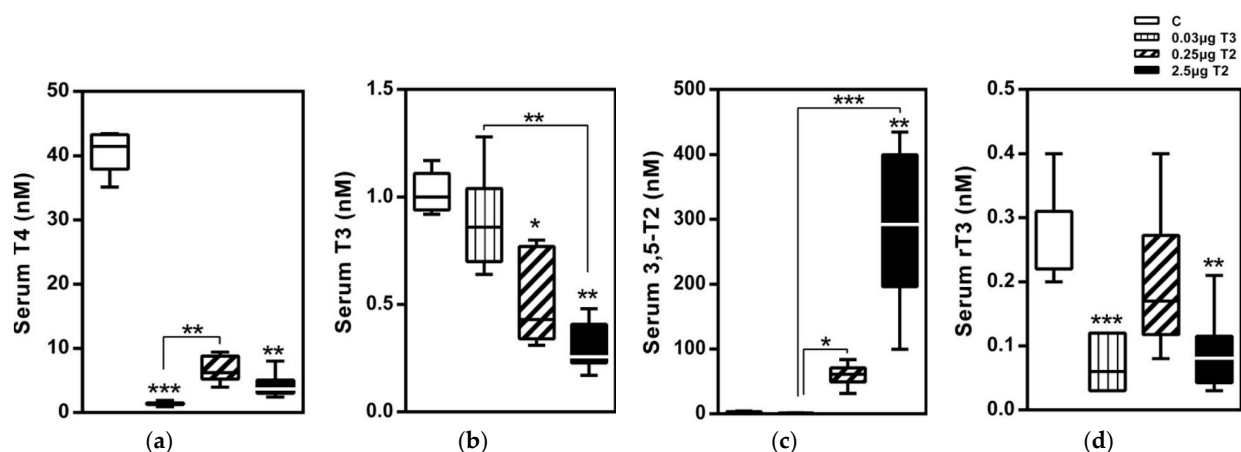 C
0.03µg T3
0.25µg T2
2.5µg T2
Serum T4 (nM)
50
40
30
20
10
0
***
**
**
(a)
Serum T3 (nM)
1.5
1.0
0.5
0.0
**
*
**
(b)
Serum 3,5-T2 (nM)
500
400
300
200
100
0
***
**
*
(c)
Serum rT3 (nM)
0.4
0.3
0.2
0.1
0.0
***
**
(d)